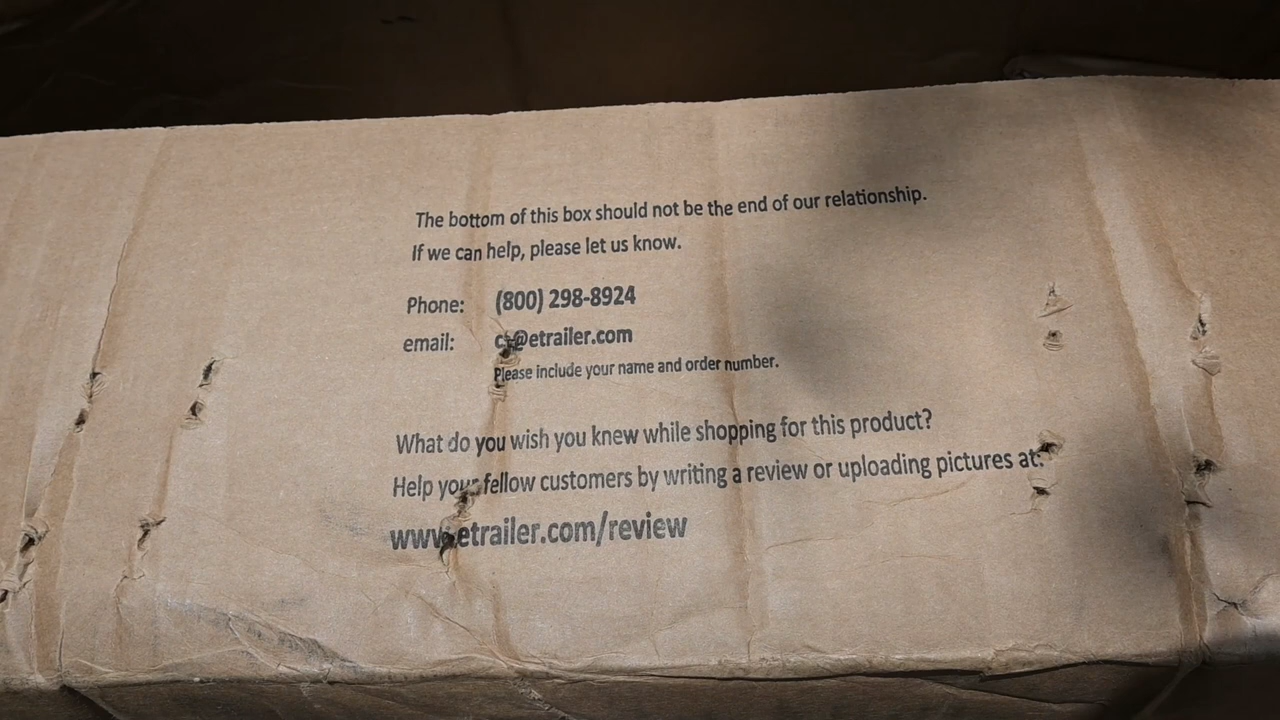 The bottom of this box should not be the end of our relationship.
If we can help, please let us know.
Phone: (800) 298-8924
email: cs@etrailer.com
Please include your name and order number.
What do you wish you knew while shopping for this product?
Help your fellow customers by writing a review or uploading pictures at:
www.etrailer.com/review